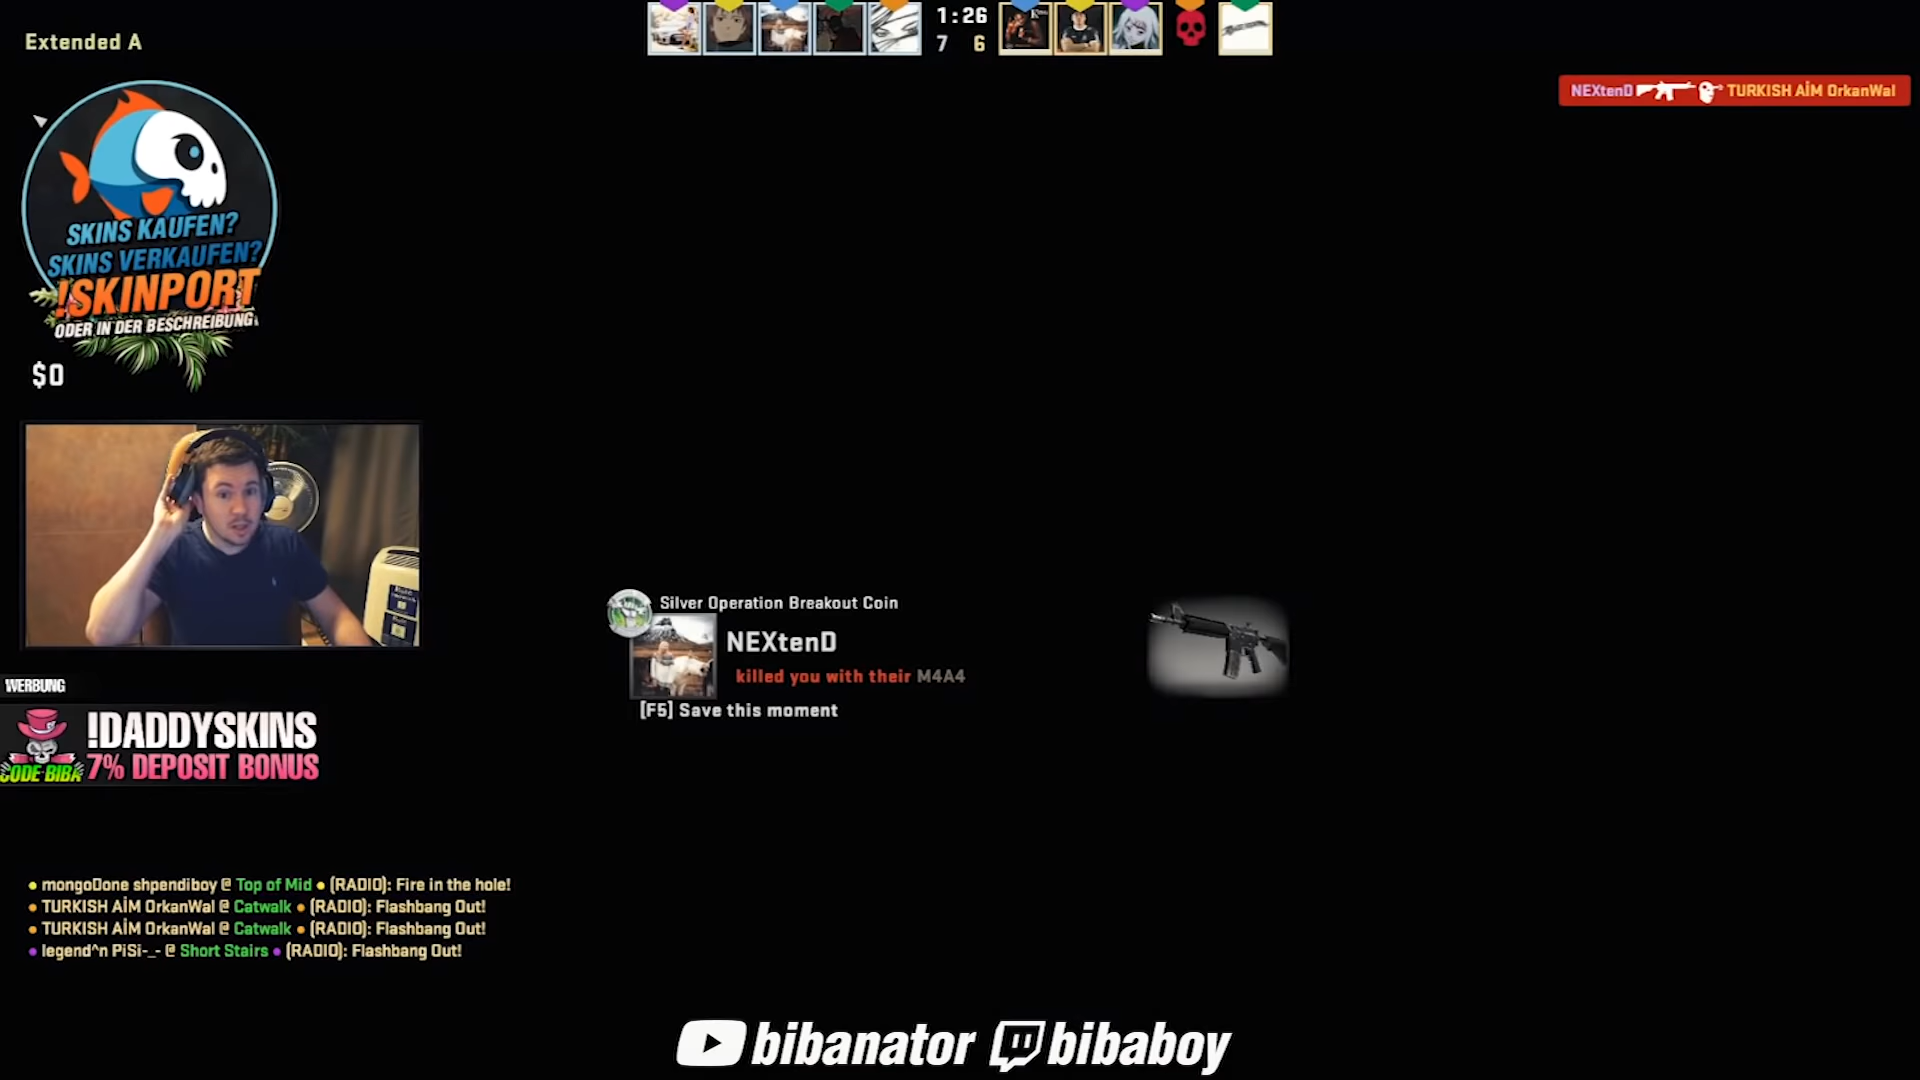 Extended A
1:26
7 6
NEXtenD TURKISH AİM OrkanWal
SKINS KAUFEN?
SKINS VERKAUFEN?
!SKINPORT
ODER IN DER BESCHREIBUNG!
$0
Silver Operation Breakout Coin
NEXtenD
killed you with their M4A4
[F5] Save this moment
WERBUNG
!DADDYSKINS
CODE BIBA 7% DEPOSIT BONUS
• mongoDone shpendiboy @ Top of Mid • (RADIO): Fire in the hole!
• TURKISH AİM OrkanWal @ Catwalk • (RADIO): Flashbang Out!
• TURKISH AİM OrkanWal @ Catwalk • (RADIO): Flashbang Out!
• legend^n PiSi-_- @ Short Stairs • (RADIO): Flashbang Out!
bibanator bibaboy